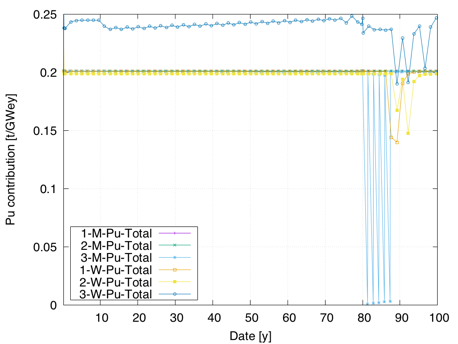 Pu contribution [t/GWey]
0.25
0.2
0.15
0.1
0.05
0
1-M-Pu-Total
2-M-Pu-Total
3-M-Pu-Total
1-W-Pu-Total
2-W-Pu-Total
3-W-Pu-Total
10 20 30 40 50 60 70 80 90 100
Date [y]